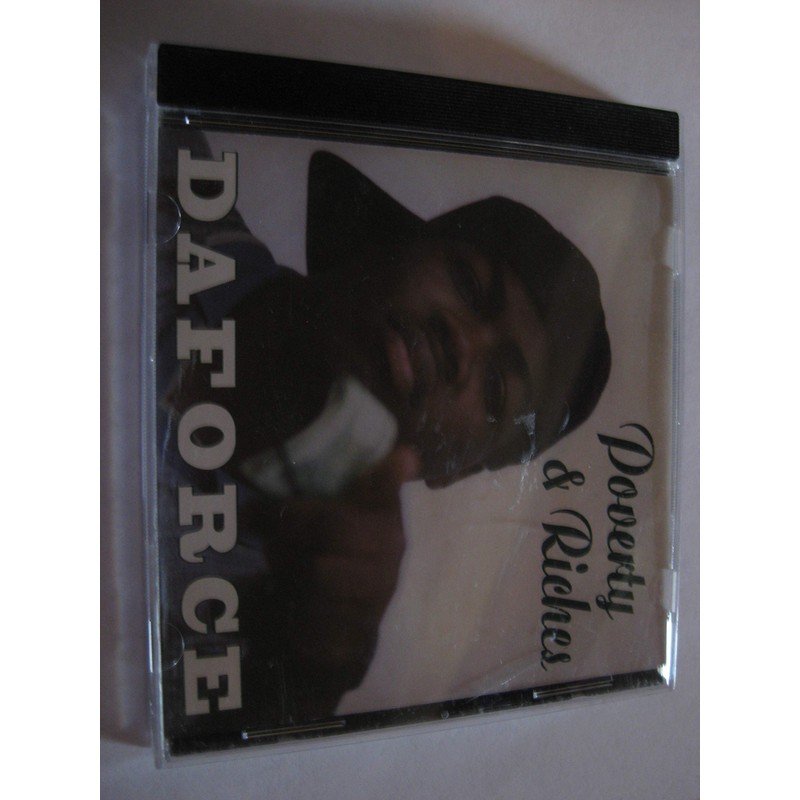 Poverty
& Riches
DAFORCE